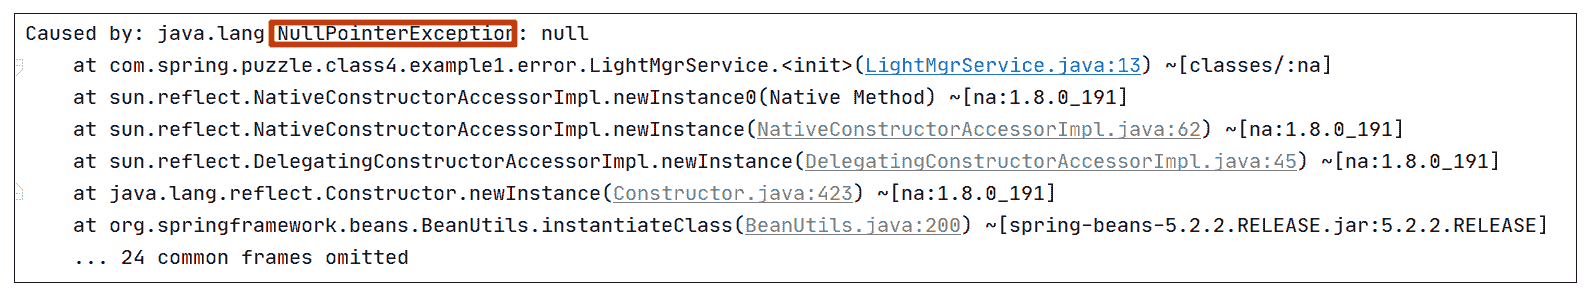 Caused by: java.lang.NullPointerException: null
at com.spring.puzzle.class4.example1.error.LightMgrService.<init>(LightMgrService.java:13) ~[classes/:na]
at sun.reflect.NativeConstructorAccessorImpl.newInstance0(Native Method) ~[na:1.8.0_191]
at sun.reflect.NativeConstructorAccessorImpl.newInstance(NativeConstructorAccessorImpl.java:62) ~[na:1.8.0_191]
at sun.reflect.DelegatingConstructorAccessorImpl.newInstance(DelegatingConstructorAccessorImpl.java:45) ~[na:1.8.0_191]
at java.lang.reflect.Constructor.newInstance(Constructor.java:423) ~[na:1.8.0_191]
at org.springframework.beans.BeanUtils.instantiateClass(BeanUtils.java:200) ~[spring-beans-5.2.2.RELEASE.jar:5.2.2.RELEASE]
... 24 common frames omitted